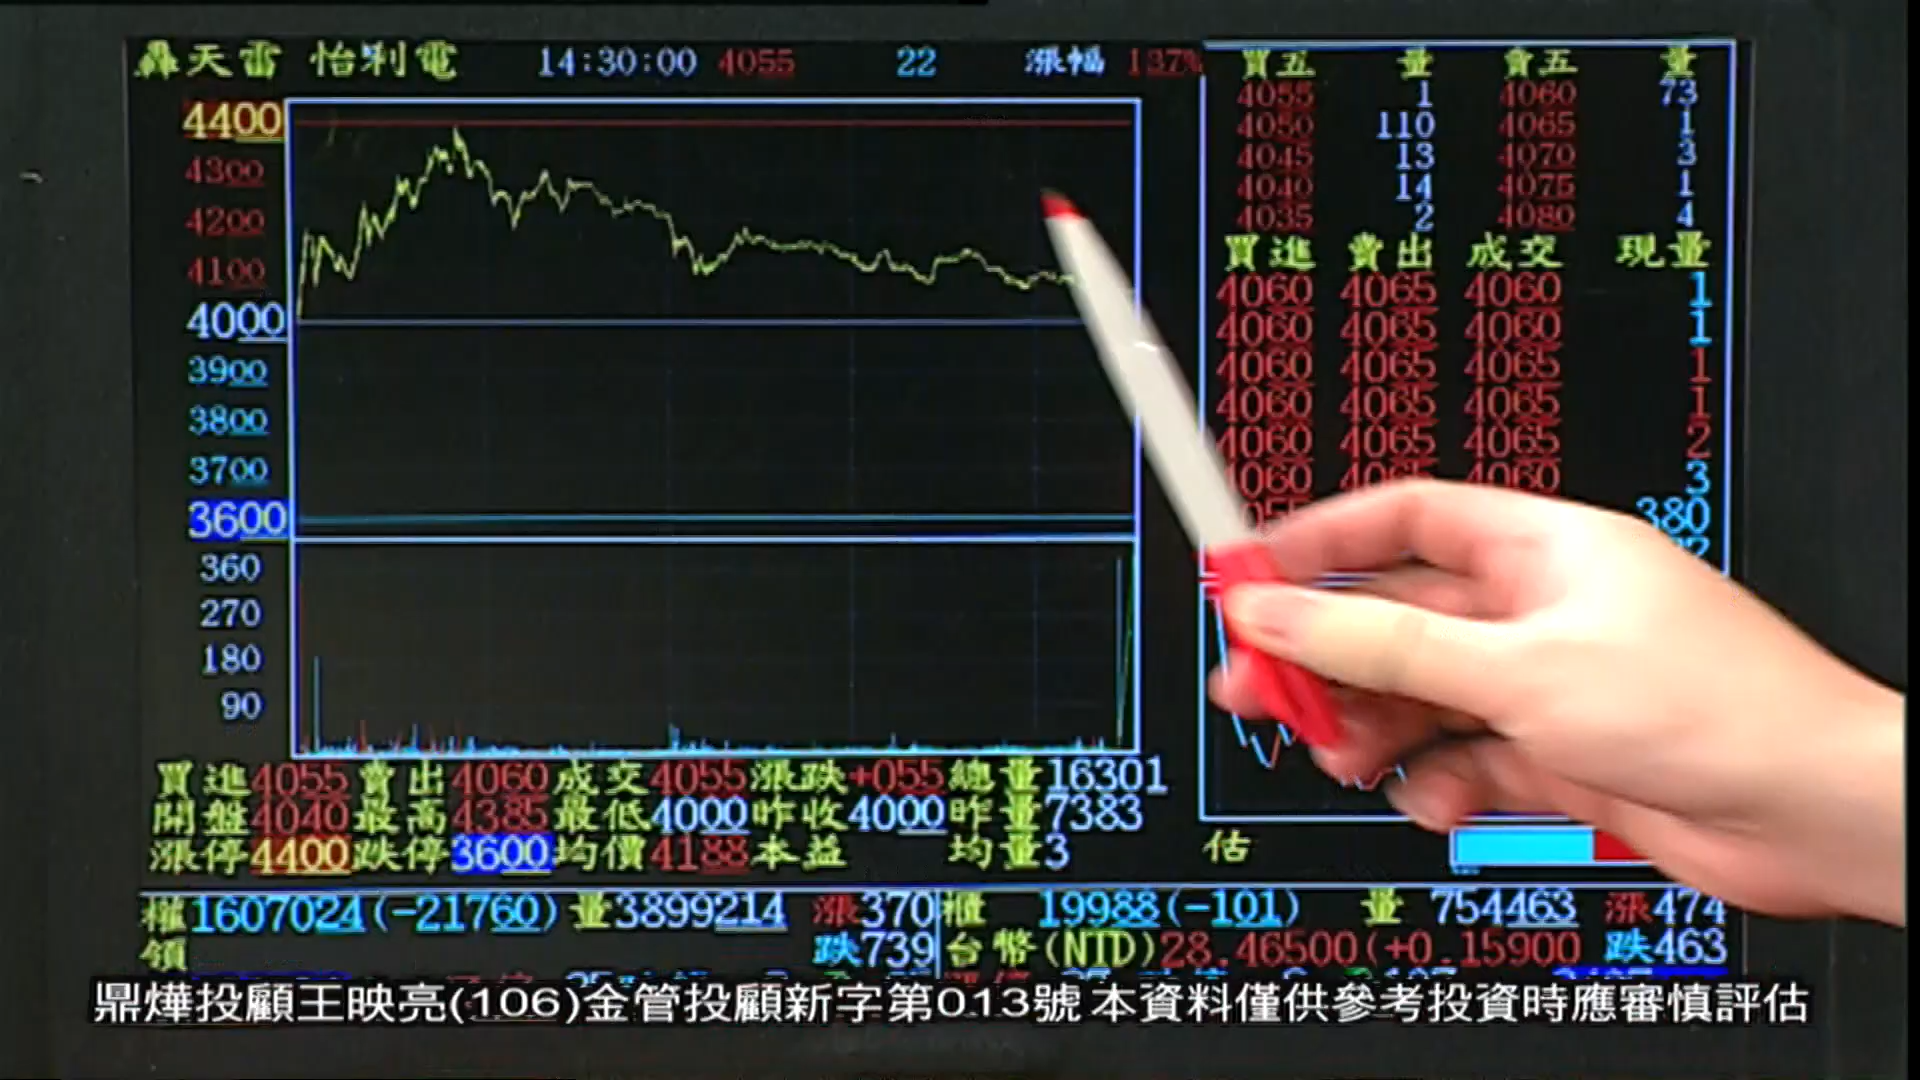 轟天雷 怡利電 14:30:00 4055 22 漲幅 137%
4400
4300
4200
4100
4000
3900
3800
3700
3600
360
270
180
90
買五 量 賣五 量
4055 1 4060 73
4050 110 4065 1
4045 13 4070 3
4040 14 4075 1
4035 2 4080 4
買進 賣出 成交 現量
4060 4065 4060 1
4060 4065 4060 1
4060 4065 4065 1
4060 4065 4065 1
4060 4065 4065 2
4060 4065 4060 3
380
買進4055賣出4060成交4055漲跌+055總量16301
開盤4040最高4385最低4000昨收4000昨量7383
漲停4400跌停3600均價4188本益 均量3
估
權1607024(-21760)量3899214 漲370
櫃 19988(-101) 量 754463 漲474
領 跌739
台幣(NTD)28.46500(+0.15900 跌463
鼎燁投顧王映亮(106)金管投顧新字第013號 本資料僅供參考投資時應審慎評估